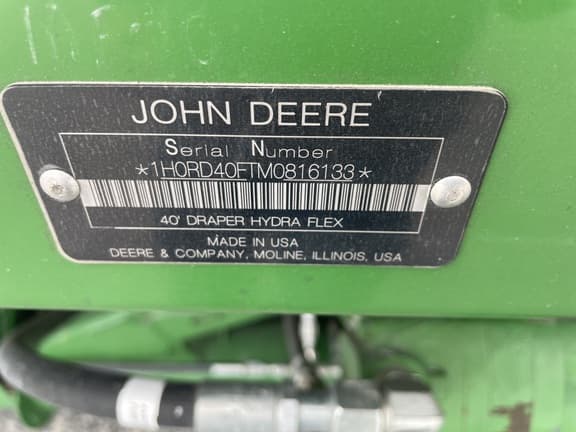 JOHN DEERE
Serial Number
*1H0RD40FTM0816133*
40' DRAPER HYDRA FLEX
MADE IN USA
DEERE & COMPANY, MOLINE, ILLINOIS, USA